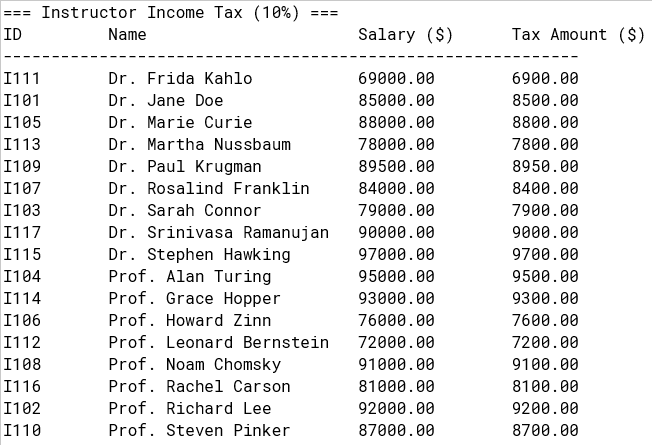 === Instructor Income Tax (10%) ===
ID Name Salary ($) Tax Amount ($)
------------------------------------------------------------
I111 Dr. Frida Kahlo 69000.00 6900.00
I101 Dr. Jane Doe 85000.00 8500.00
I105 Dr. Marie Curie 88000.00 8800.00
I113 Dr. Martha Nussbaum 78000.00 7800.00
I109 Dr. Paul Krugman 89500.00 8950.00
I107 Dr. Rosalind Franklin 84000.00 8400.00
I103 Dr. Sarah Connor 79000.00 7900.00
I117 Dr. Srinivasa Ramanujan 90000.00 9000.00
I115 Dr. Stephen Hawking 97000.00 9700.00
I104 Prof. Alan Turing 95000.00 9500.00
I114 Prof. Grace Hopper 93000.00 9300.00
I106 Prof. Howard Zinn 76000.00 7600.00
I112 Prof. Leonard Bernstein 72000.00 7200.00
I108 Prof. Noam Chomsky 91000.00 9100.00
I116 Prof. Rachel Carson 81000.00 8100.00
I102 Prof. Richard Lee 92000.00 9200.00
I110 Prof. Steven Pinker 87000.00 8700.00